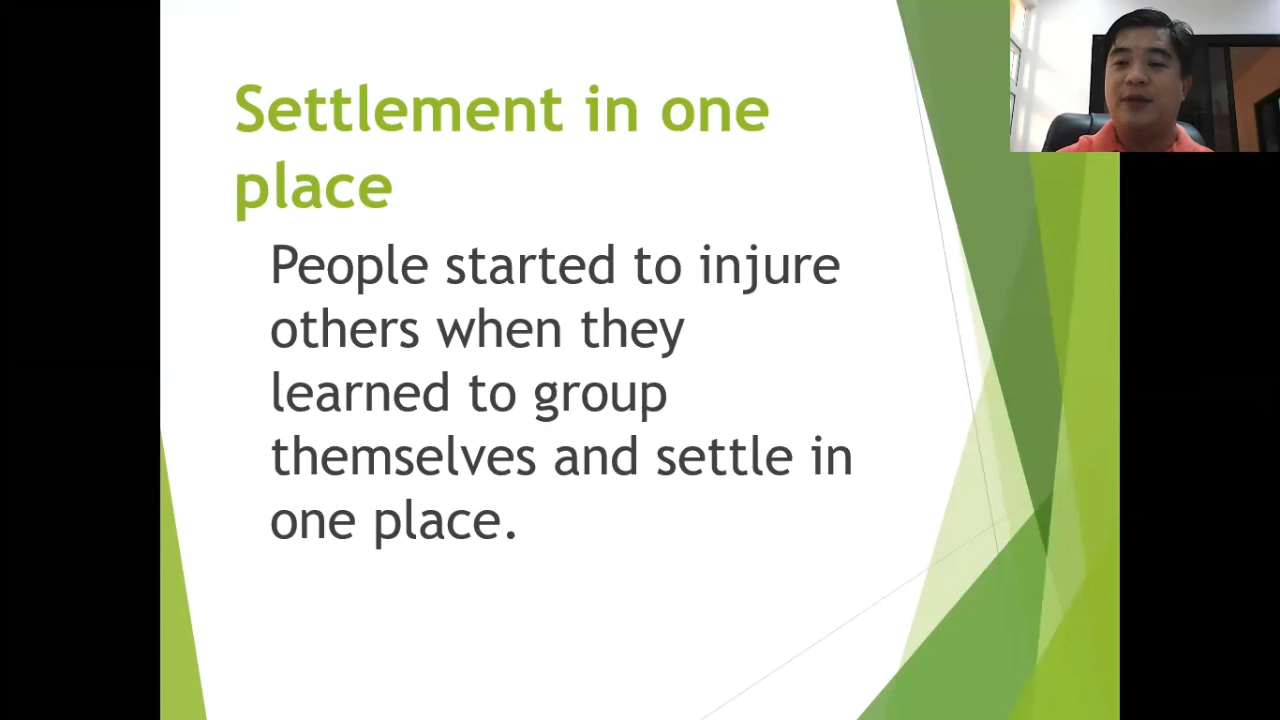 Settlement in one
place
People started to injure
others when they
learned to group
themselves and settle in
one place.